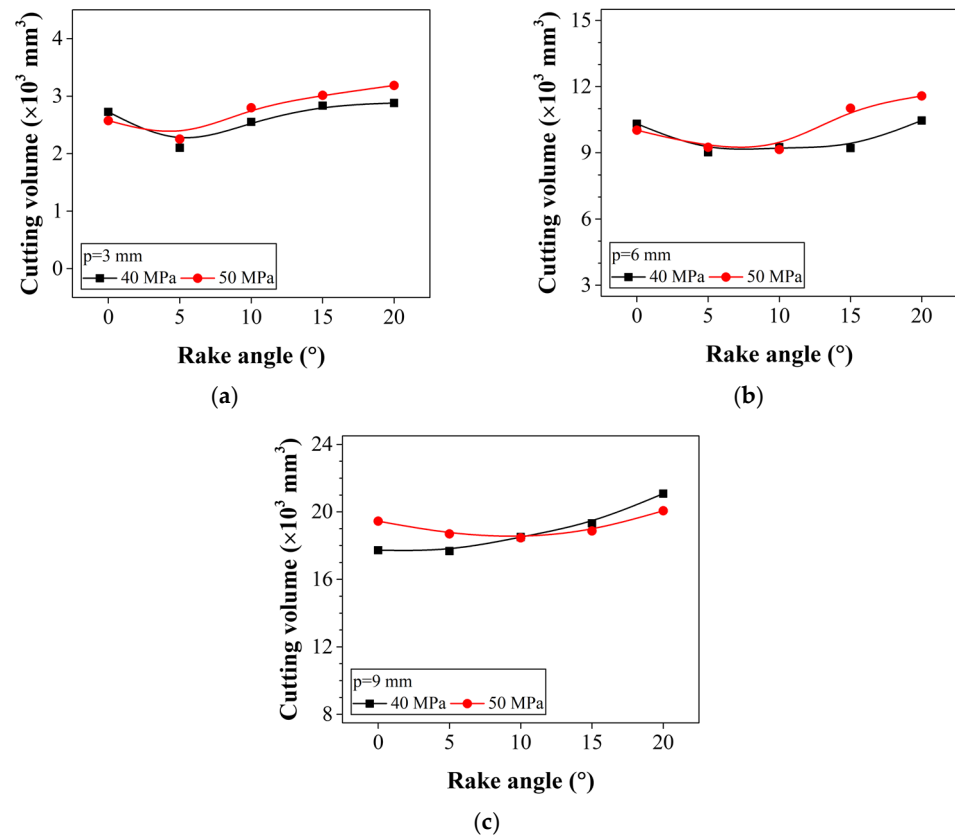 Cutting volume (×10³ mm³)
4
3
2
1
0
p=3 mm
40 MPa 50 MPa
0 5 10 15 20
Rake angle (°)
(a)
Cutting volume (×10³ mm³)
15
12
9
6
3
p=6 mm
40 MPa 50 MPa
0 5 10 15 20
Rake angle (°)
(b)
Cutting volume (×10³ mm³)
24
20
16
12
8
p=9 mm
40 MPa 50 MPa
0 5 10 15 20
Rake angle (°)
(c)